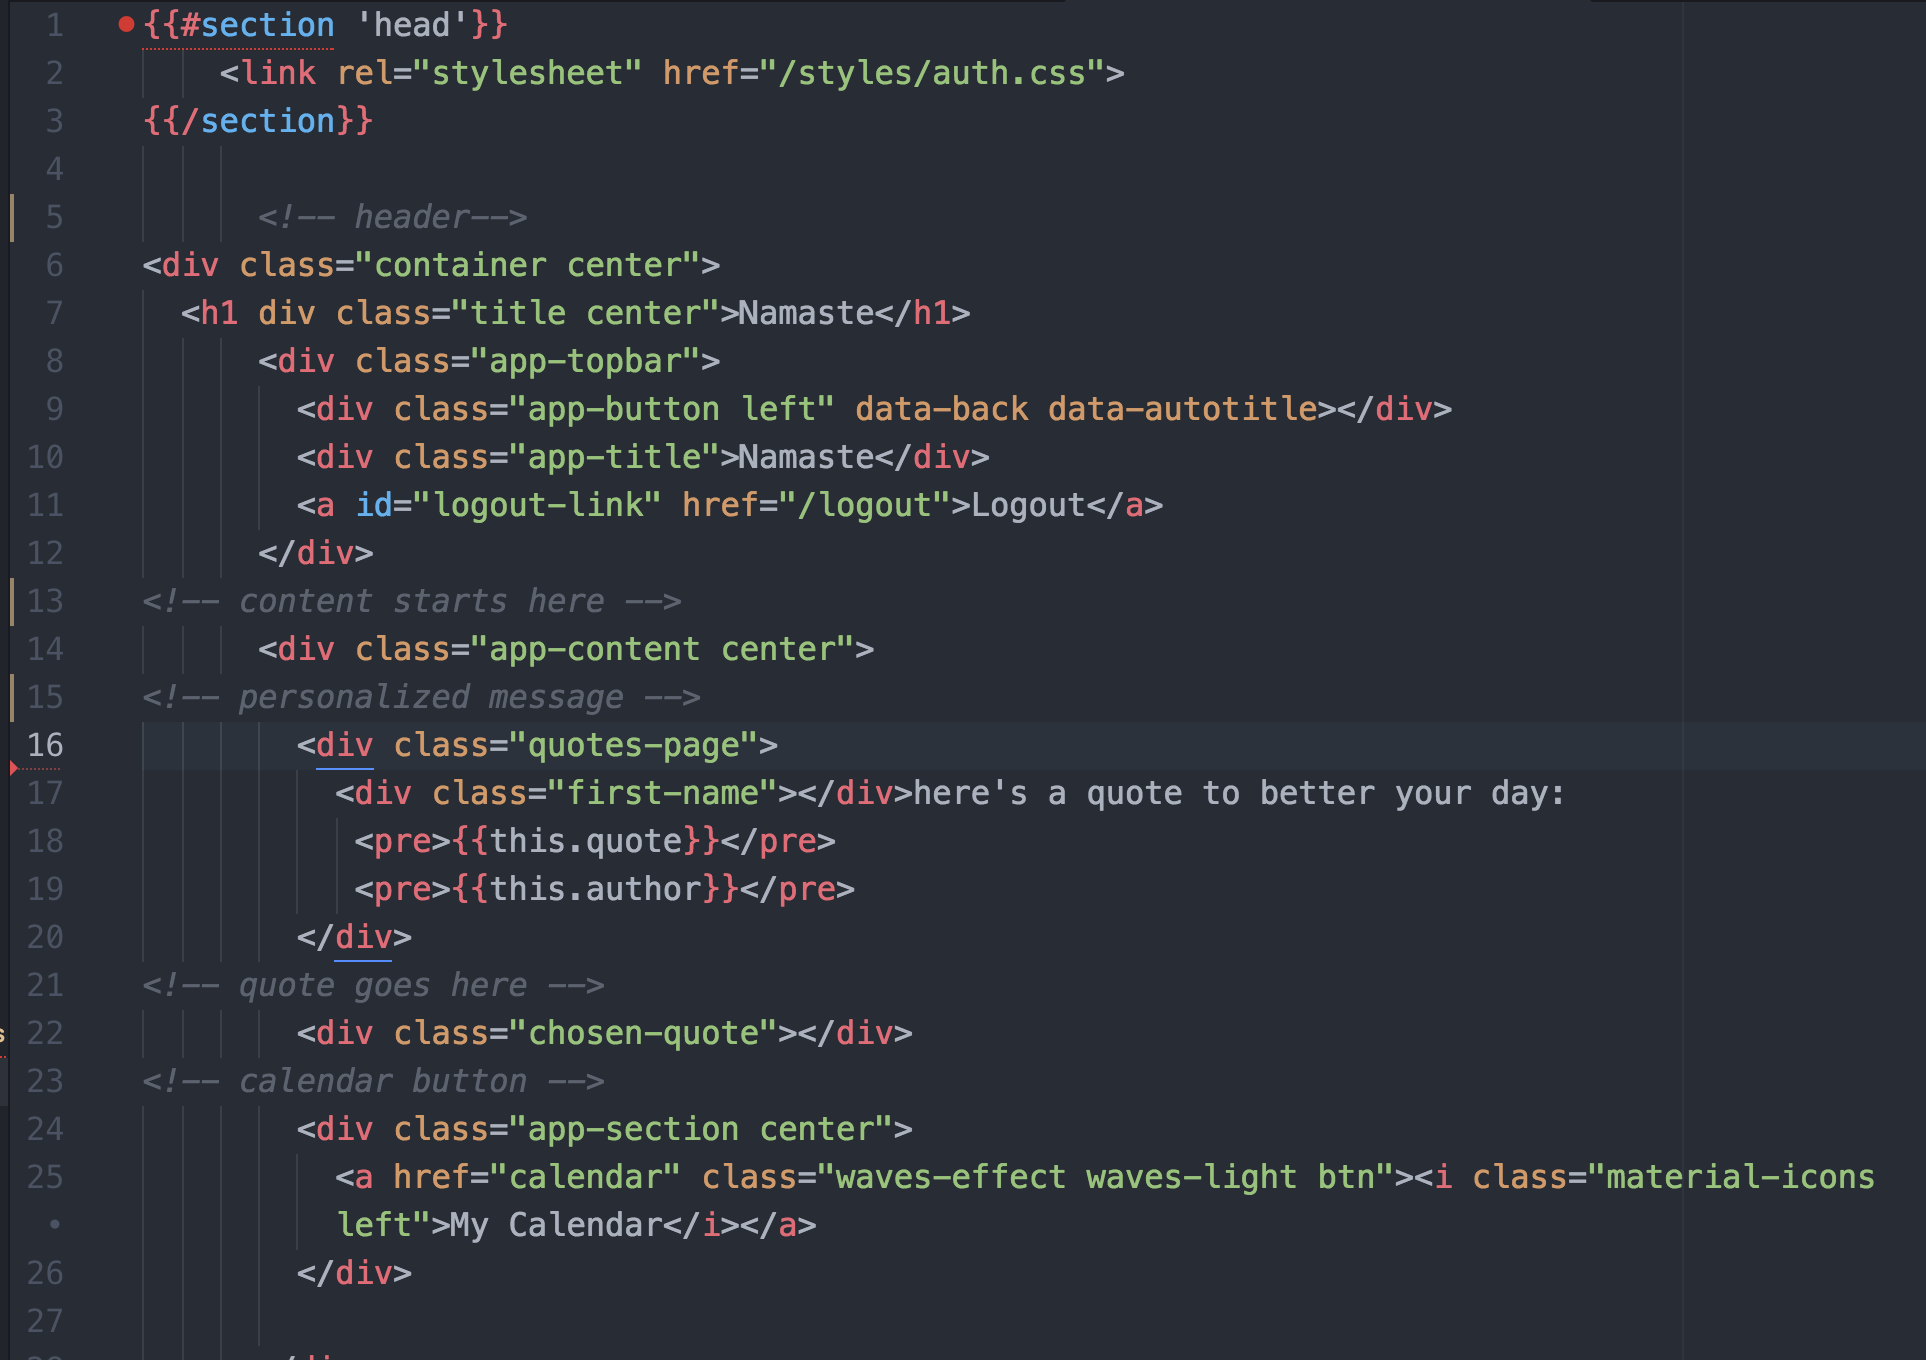 1 {{#section 'head'}}
2 <link rel="stylesheet" href="/styles/auth.css">
3 {{/section}}
4
5 <!-- header-->
6 <div class="container center">
7 <h1 div class="title center">Namaste</h1>
8 <div class="app-topbar">
9 <div class="app-button left" data-back data-autotitle></div>
10 <div class="app-title">Namaste</div>
11 <a id="logout-link" href="/logout">Logout</a>
12 </div>
13 <!-- content starts here -->
14 <div class="app-content center">
15 <!-- personalized message -->
16 <div class="quotes-page">
17 <div class="first-name"></div>here's a quote to better your day:
18 <pre>{{this.quote}}</pre>
19 <pre>{{this.author}}</pre>
20 </div>
21 <!-- quote goes here -->
22 <div class="chosen-quote"></div>
23 <!-- calendar button -->
24 <div class="app-section center">
25 <a href="calendar" class="waves-effect waves-light btn"><i class="material-icons
• left">My Calendar</i></a>
26 </div>
27